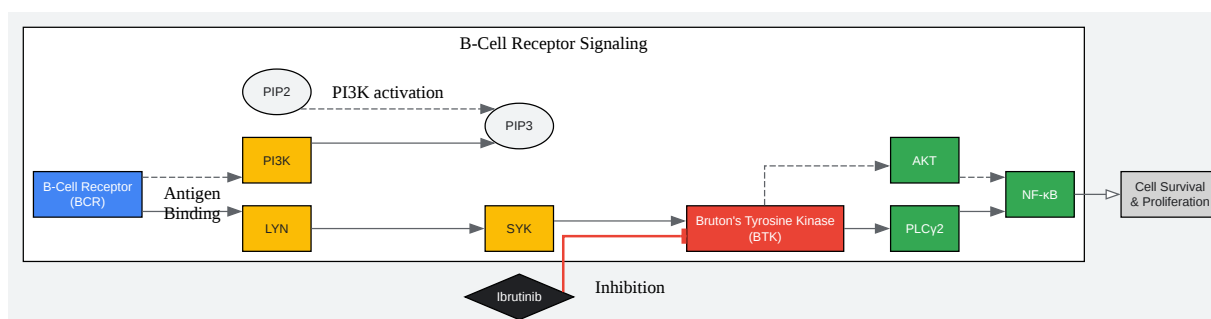 B-Cell Receptor Signaling
PIP2
PI3K activation
PIP3
PI3K
AKT
B-Cell Receptor
(BCR)
Antigen
Binding
NF-κB
Cell Survival
& Proliferation
LYN
SYK
Bruton's Tyrosine Kinase
(BTK)
PLCγ2
Ibrutinib
Inhibition